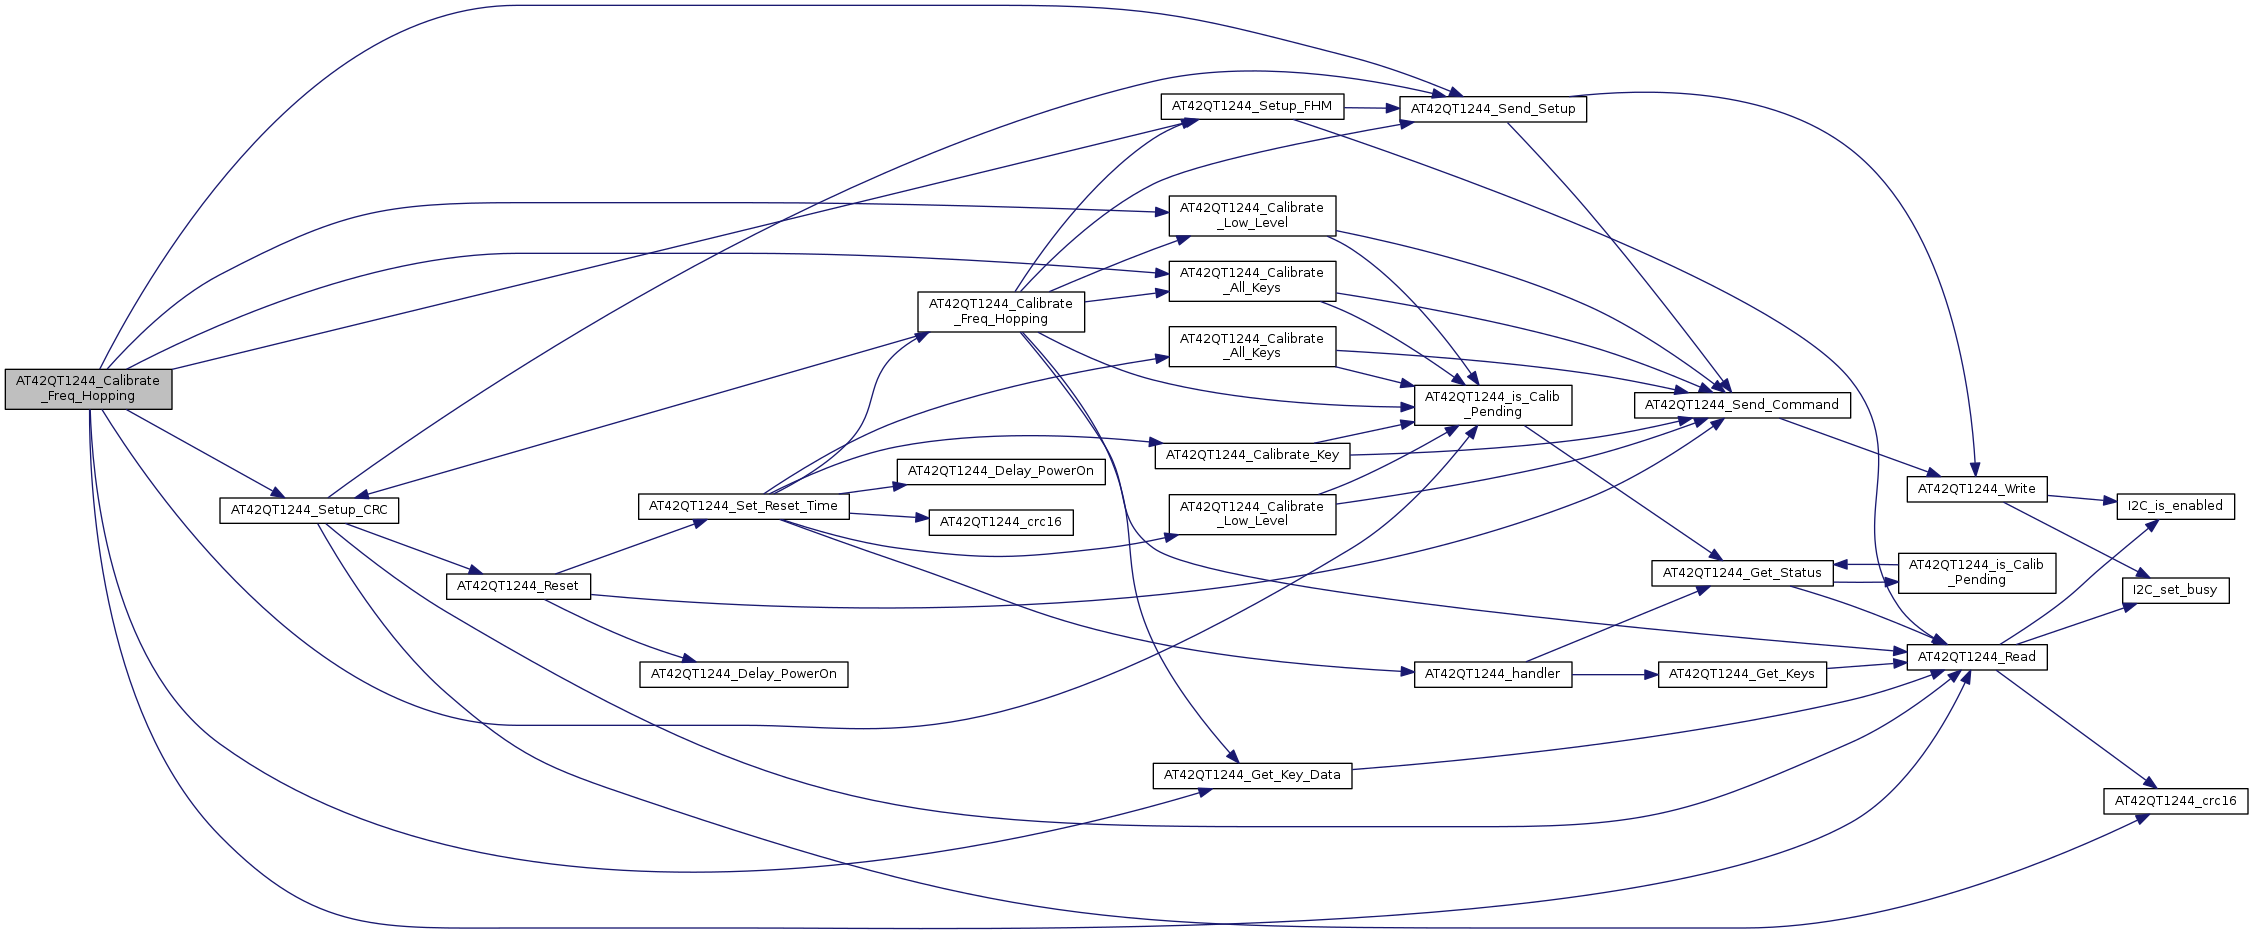 AT42QT1244_Calibrate
_Freq_Hopping
AT42QT1244_Setup_CRC
AT42QT1244_Reset
AT42QT1244_Set_Reset_Time
AT42QT1244_Delay_PowerOn
AT42QT1244_Calibrate
_Freq_Hopping
AT42QT1244_Delay_PowerOn
AT42QT1244_crc16
AT42QT1244_Setup_FHM
AT42QT1244_Calibrate
_Low_Level
AT42QT1244_Calibrate
_All_Keys
AT42QT1244_Calibrate
_All_Keys
AT42QT1244_Calibrate_Key
AT42QT1244_Calibrate
_Low_Level
AT42QT1244_Get_Key_Data
AT42QT1244_Send_Setup
AT42QT1244_is_Calib
_Pending
AT42QT1244_handler
AT42QT1244_Send_Command
AT42QT1244_Get_Status
AT42QT1244_Get_Keys
AT42QT1244_Write
AT42QT1244_is_Calib
_Pending
AT42QT1244_Read
I2C_is_enabled
I2C_set_busy
AT42QT1244_crc16